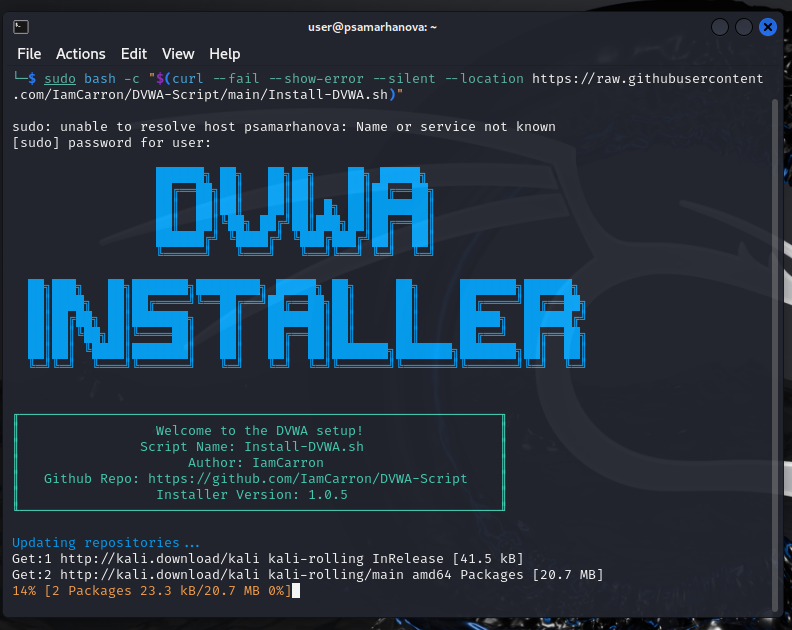 user@psamarhanova: ~
File Actions Edit View Help
└─$ sudo bash -c "$(curl --fail --show-error --silent --location https://raw.githubusercontent
.com/IamCarron/DVWA-Script/main/Install-DVWA.sh)"
sudo: unable to resolve host psamarhanova: Name or service not known
[sudo] password for user:
DVWA
INSTALLER
Welcome to the DVWA setup!
Script Name: Install-DVWA.sh
Author: IamCarron
Github Repo: https://github.com/IamCarron/DVWA-Script
Installer Version: 1.0.5
Updating repositories...
Get:1 http://kali.download/kali kali-rolling InRelease [41.5 kB]
Get:2 http://kali.download/kali kali-rolling/main amd64 Packages [20.7 MB]
14% [2 Packages 23.3 kB/20.7 MB 0%]